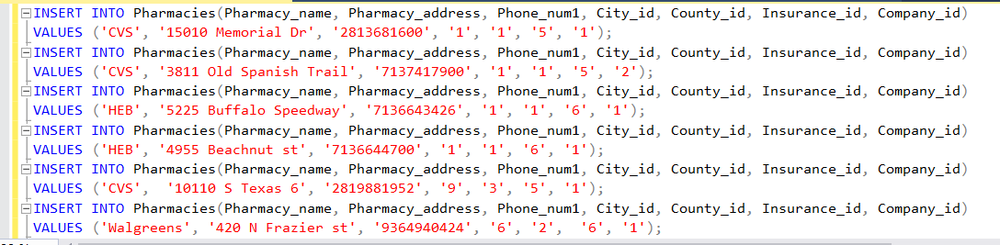 INSERT INTO Pharmacies(Pharmacy_name, Pharmacy_address, Phone_num1, City_id, County_id, Insurance_id, Company_id)
VALUES ('CVS', '15010 Memorial Dr', '2813681600', '1', '1', '5', '1');
INSERT INTO Pharmacies(Pharmacy_name, Pharmacy_address, Phone_num1, City_id, County_id, Insurance_id, Company_id)
VALUES ('CVS', '3811 Old Spanish Trail', '7137417900', '1', '1', '5', '2');
INSERT INTO Pharmacies(Pharmacy_name, Pharmacy_address, Phone_num1, City_id, County_id, Insurance_id, Company_id)
VALUES ('HEB', '5225 Buffalo Speedway', '7136643426', '1', '1', '6', '1');
INSERT INTO Pharmacies(Pharmacy_name, Pharmacy_address, Phone_num1, City_id, County_id, Insurance_id, Company_id)
VALUES ('HEB', '4955 Beachnut st', '7136644700', '1', '1', '6', '1');
INSERT INTO Pharmacies(Pharmacy_name, Pharmacy_address, Phone_num1, City_id, County_id, Insurance_id, Company_id)
VALUES ('CVS',  '10110 S Texas 6', '2819881952', '9', '3', '5', '1');
INSERT INTO Pharmacies(Pharmacy_name, Pharmacy_address, Phone_num1, City_id, County_id, Insurance_id, Company_id)
VALUES ('Walgreens', '420 N Frazier st', '9364940424', '6', '2',  '6', '1');